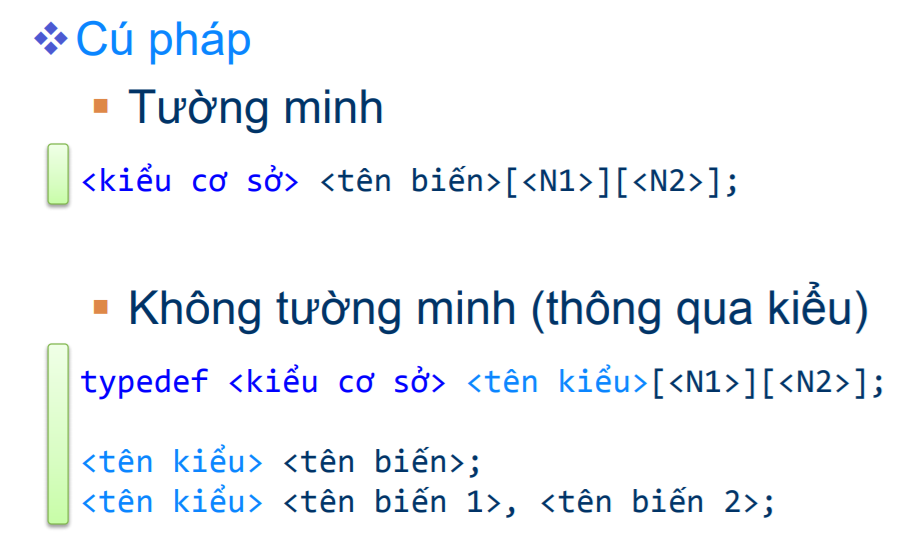 Cú pháp
Tường minh
<kiểu cơ sở> <tên biến>[<N1>][<N2>];
Không tường minh (thông qua kiểu)
typedef <kiểu cơ sở> <tên kiểu>[<N1>][<N2>];
<tên kiểu> <tên biến>;
<tên kiểu> <tên biến 1>, <tên biến 2>;